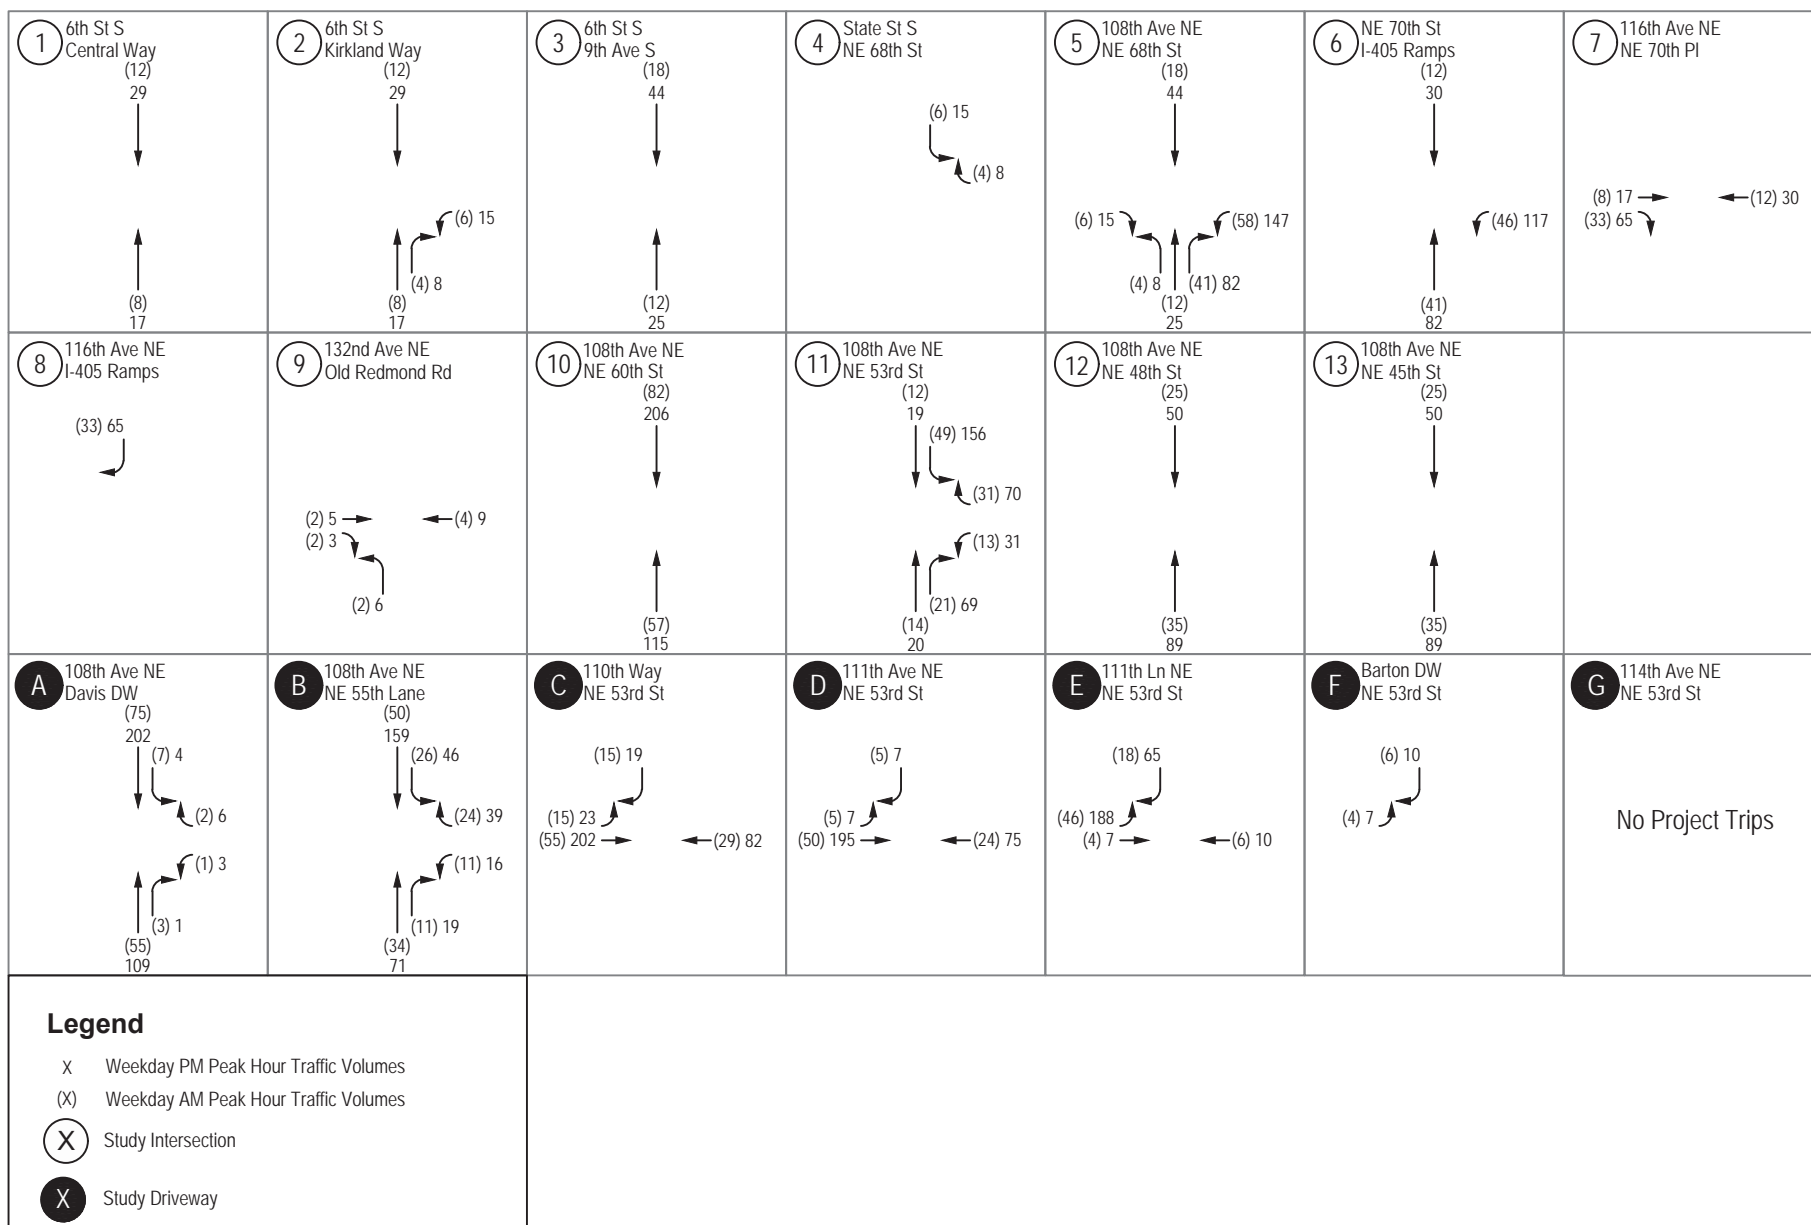 1
6th St S
Central Way
(12)
29
(8)
17
2
6th St S
Kirkland Way
(12)
29
(6) 15
(4) 8
(8)
17
3
6th St S
9th Ave S
(18)
44
(12)
25
4
State St S
NE 68th St
(6) 15
(4) 8
5
108th Ave NE
NE 68th St
(18)
44
(6) 15
(58) 147
(4) 8
(41) 82
(12)
25
6
NE 70th St
I-405 Ramps
(12)
30
(46) 117
(41)
82
7
116th Ave NE
NE 70th Pl
(8) 17
(12) 30
(33) 65
8
116th Ave NE
I-405 Ramps
(33) 65
9
132nd Ave NE
Old Redmond Rd
(2) 5
(4) 9
(2) 3
(2) 6
10
108th Ave NE
NE 60th St
(82)
206
(57)
115
11
108th Ave NE
NE 53rd St
(12)
19
(49) 156
(31) 70
(13) 31
(21) 69
(14)
20
12
108th Ave NE
NE 48th St
(25)
50
(35)
89
13
108th Ave NE
NE 45th St
(25)
50
(35)
89
A
108th Ave NE
Davis DW
(75)
202
(7) 4
(2) 6
(1) 3
(3) 1
(55)
109
B
108th Ave NE
NE 55th Lane
(50)
159
(26) 46
(24) 39
(11) 16
(11) 19
(34)
71
C
110th Way
NE 53rd St
(15) 19
(15) 23
(55) 202
(29) 82
D
111th Ave NE
NE 53rd St
(5) 7
(5) 7
(50) 195
(24) 75
E
111th Ln NE
NE 53rd St
(18) 65
(46) 188
(4) 7
(6) 10
F
Barton DW
NE 53rd St
(6) 10
(4) 7
G
114th Ave NE
NE 53rd St
No Project Trips
Legend
X Weekday PM Peak Hour Traffic Volumes
(X) Weekday AM Peak Hour Traffic Volumes
X Study Intersection
X Study Driveway